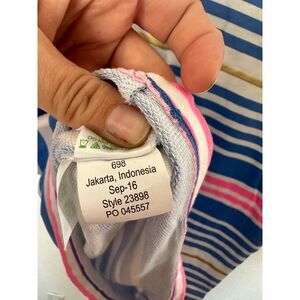 698
Jakarta, Indonesia
Sep-16
Style 23898
PO 045557